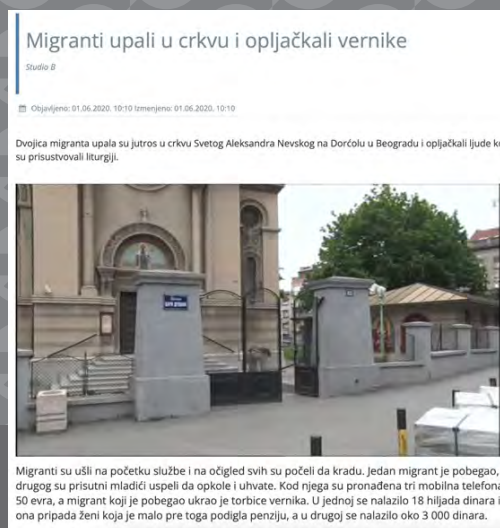 Migranti upali u crkvu i opljačkali vernike
Studio B
Objavljeno: 01.06.2020. 10:10 Izmenjeno: 01.06.2020. 10:10
Dvojica migranta upala su jutros u crkvu Svetog Aleksandra Nevskog na Dorćolu u Beogradu i opljačkali ljude
su prisustvovali liturgiji.
Migranti su ušli na početku službe i na očigled svih su počeli da kradu. Jedan migrant je pobegao,
drugog su prisutni mladići uspeli da opkole i uhvate. Kod njega su pronađena tri mobilna telefona
50 evra, a migrant koji je pobegao ukrao je torbice vernika. U jednoj se nalazilo 18 hiljada dinara i
ona pripada ženi koja je malo pre toga podigla penziju, a u drugoj se nalazilo oko 3 000 dinara.